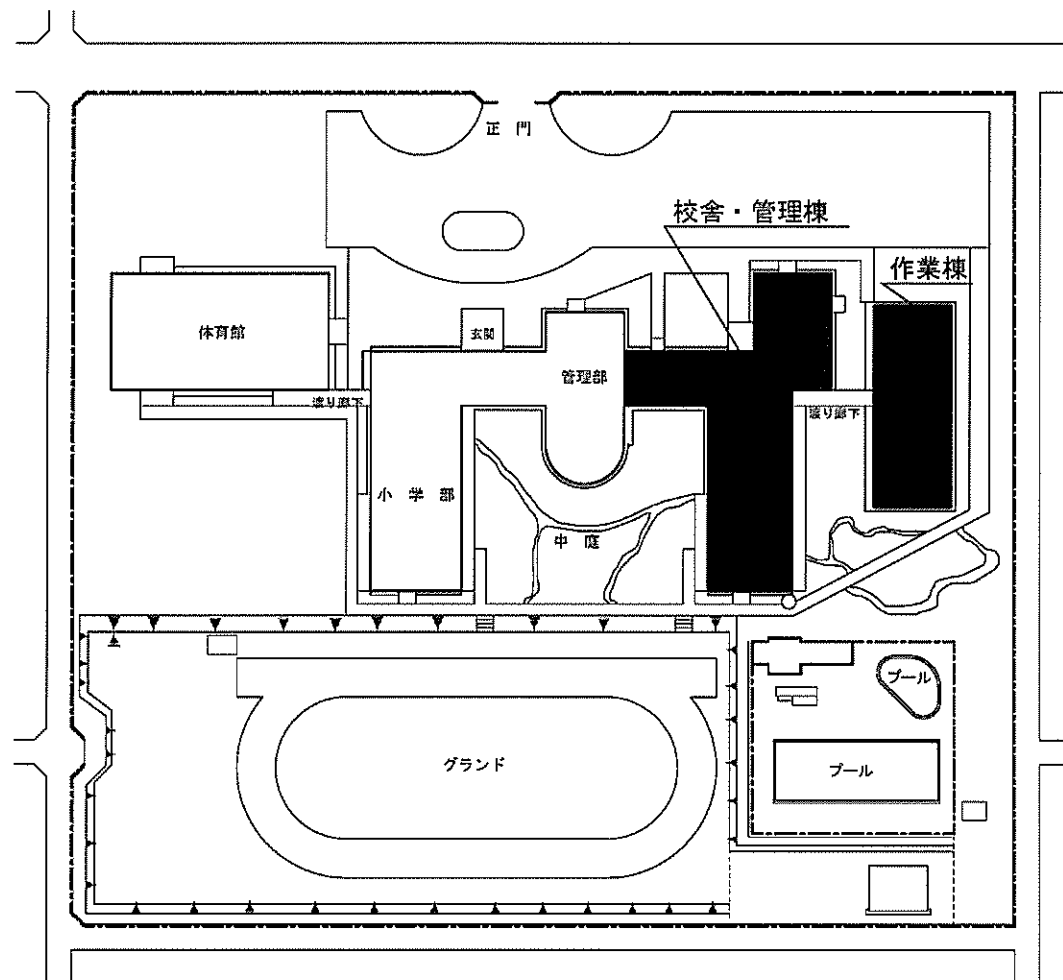 正 門
校舎・管理棟
作業棟
体育館
玄関
管理部
渡り廊下
渡り廊下
小 学 部
中 庭
プール
グランド
プール